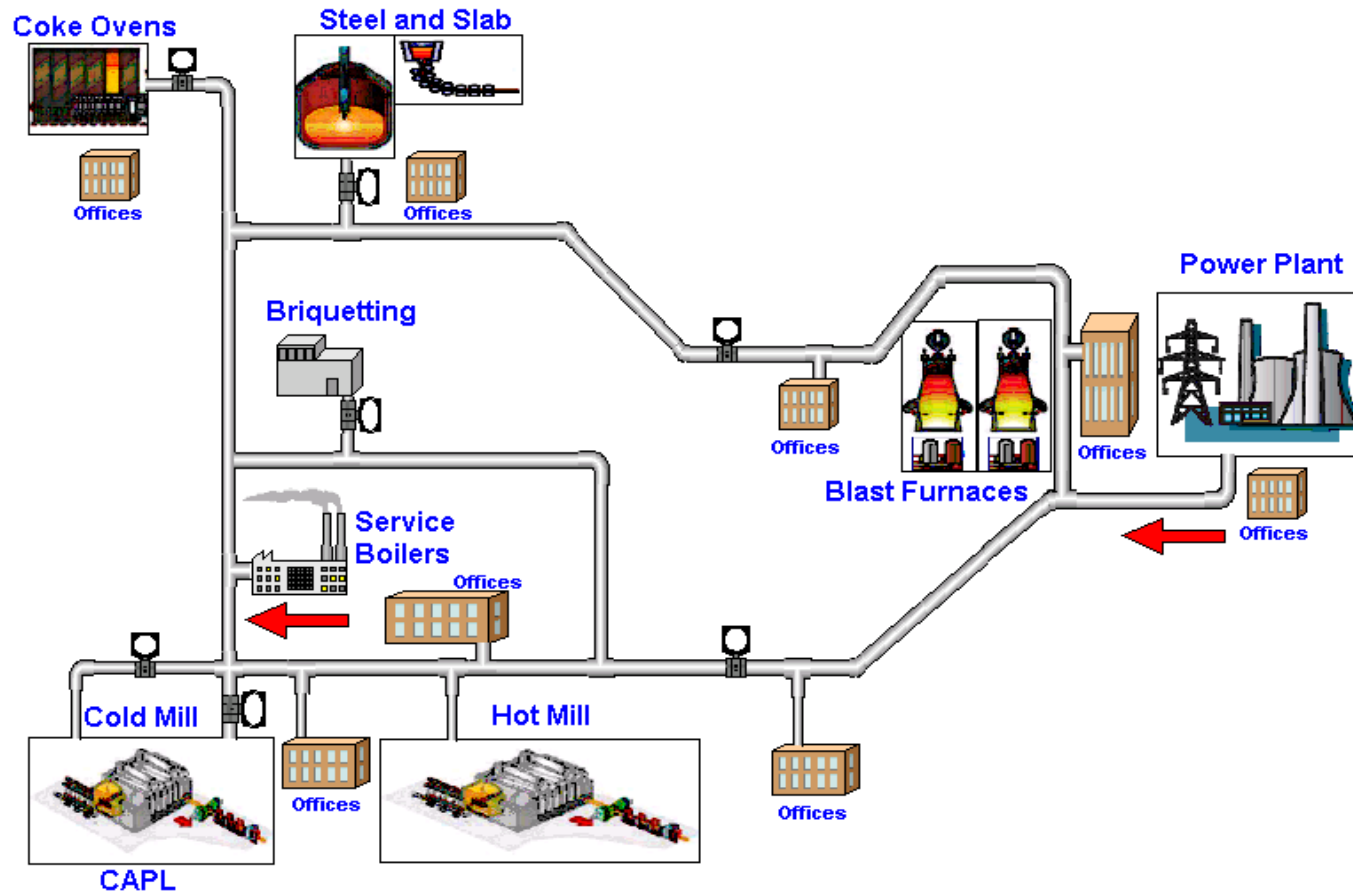 Coke Ovens
Steel and Slab
Offices
Offices
Power Plant
Briquetting
Offices
Offices
Blast Furnaces
Offices
Service
Boilers
Offices
Cold Mill
Hot Mill
Offices
Offices
CAPL